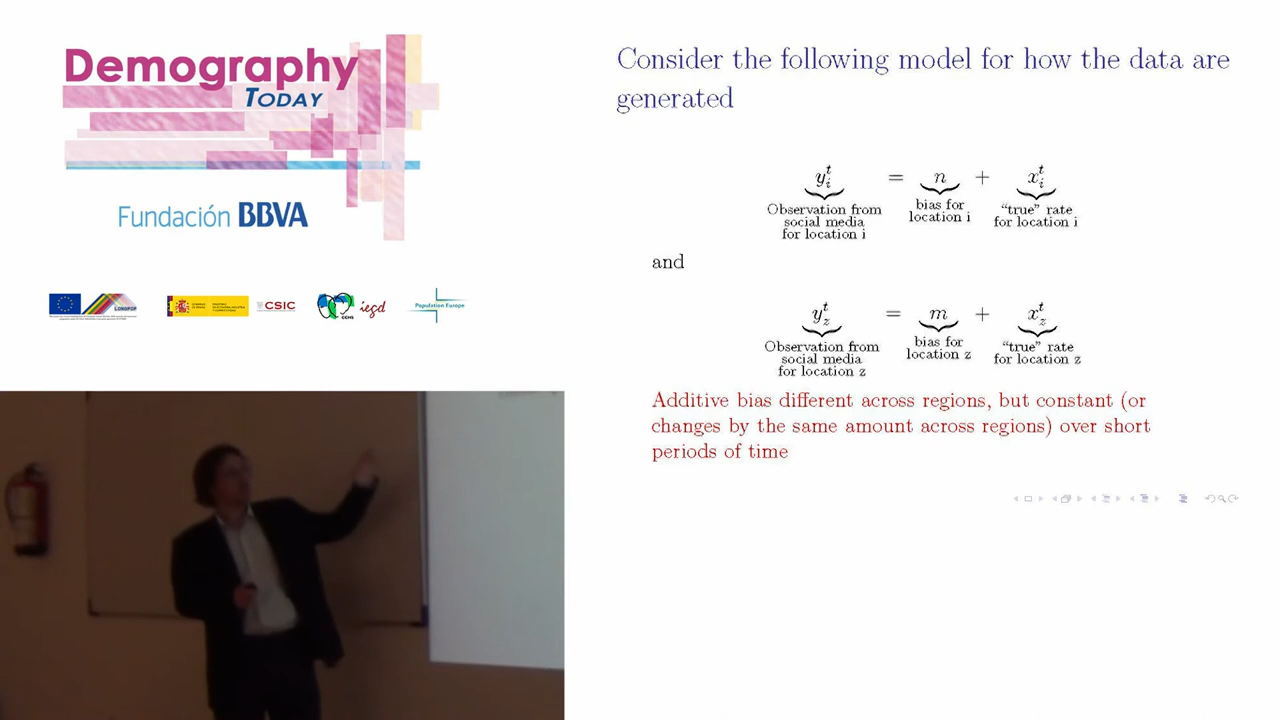 Demography
TODAY
Fundación BBVA
LONGPOP
CSIC
CCHS
iegd
Population Europe
Consider the following model for how the data are
generated
y_i^t = n + x_i^t
Observation from
social media
for location i
bias for
location i
“true” rate
for location i
and
y_z^t = m + x_z^t
Observation from
social media
for location z
bias for
location z
“true” rate
for location z
Additive bias different across regions, but constant (or
changes by the same amount across regions) over short
periods of time